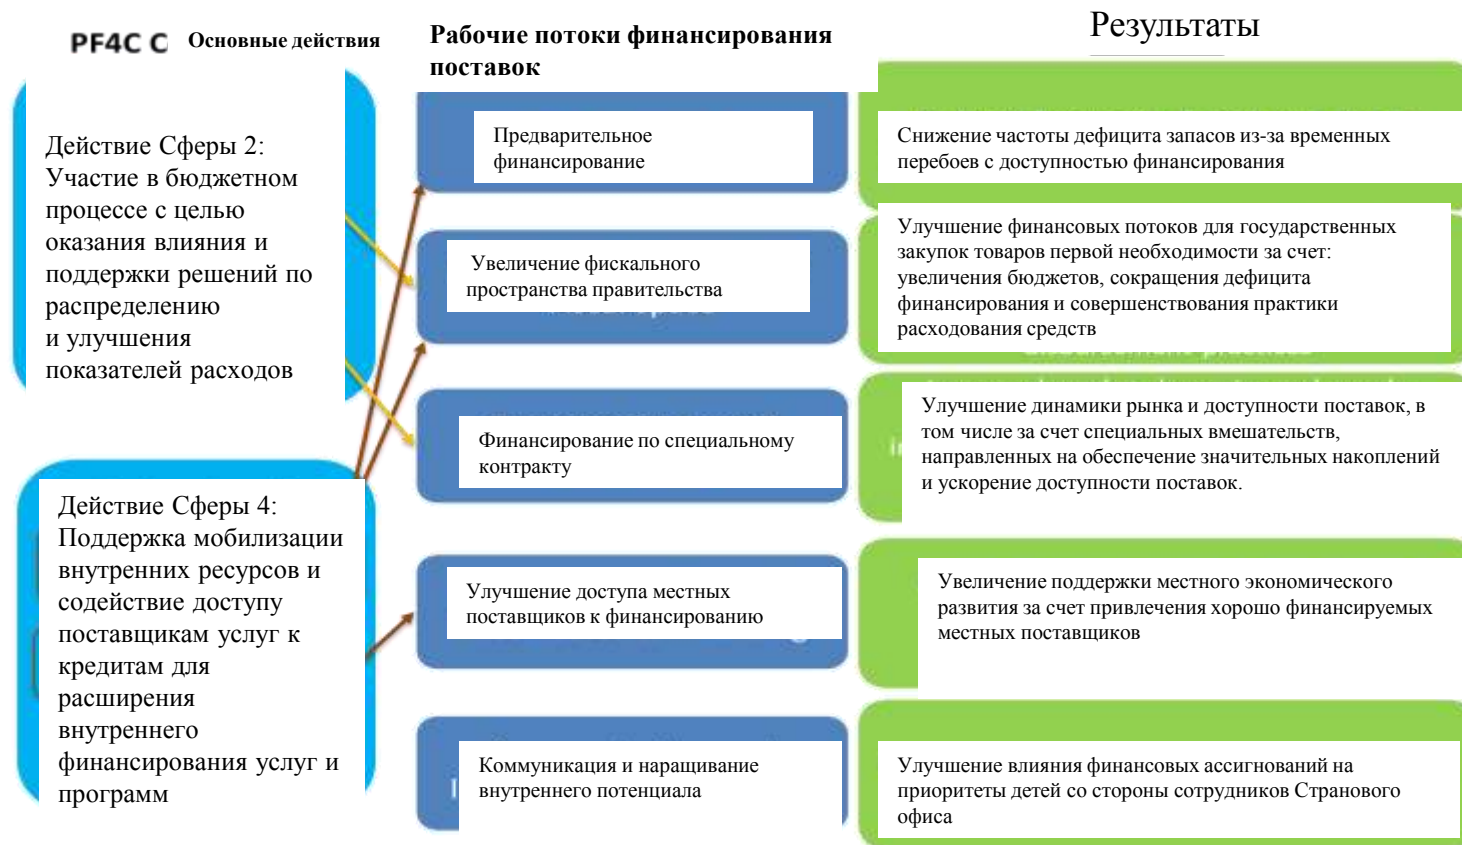 PF4C C
Основные действия
Рабочие потоки финансирования
поставок
Результаты
Действие Сферы 2:
Участие в бюджетном
процессе с целью
оказания влияния и
поддержки решений по
распределению
и улучшения
показателей расходов
Действие Сферы 4:
Поддержка мобилизации
внутренних ресурсов и
содействие доступу
поставщикам услуг к
кредитам для
расширения
внутреннего
финансирования услуг и
программ
Предварительное
финансирование
Увеличение фискального
пространства правительства
Финансирование по специальному
контракту
Улучшение доступа местных
поставщиков к финансированию
Коммуникация и наращивание
внутреннего потенциала
Снижение частоты дефицита запасов из-за временных
перебоев с доступностью финансирования
Улучшение финансовых потоков для государственных
закупок товаров первой необходимости за счет:
увеличения бюджетов, сокращения дефицита
финансирования и совершенствования практики
расходования средств
Улучшение динамики рынка и доступности поставок, в
том числе за счет специальных вмешательств,
направленных на обеспечение значительных накоплений
и ускорение доступности поставок.
Увеличение поддержки местного экономического
развития за счет привлечения хорошо финансируемых
местных поставщиков
Улучшение влияния финансовых ассигнований на
приоритеты детей со стороны сотрудников Странового
офиса